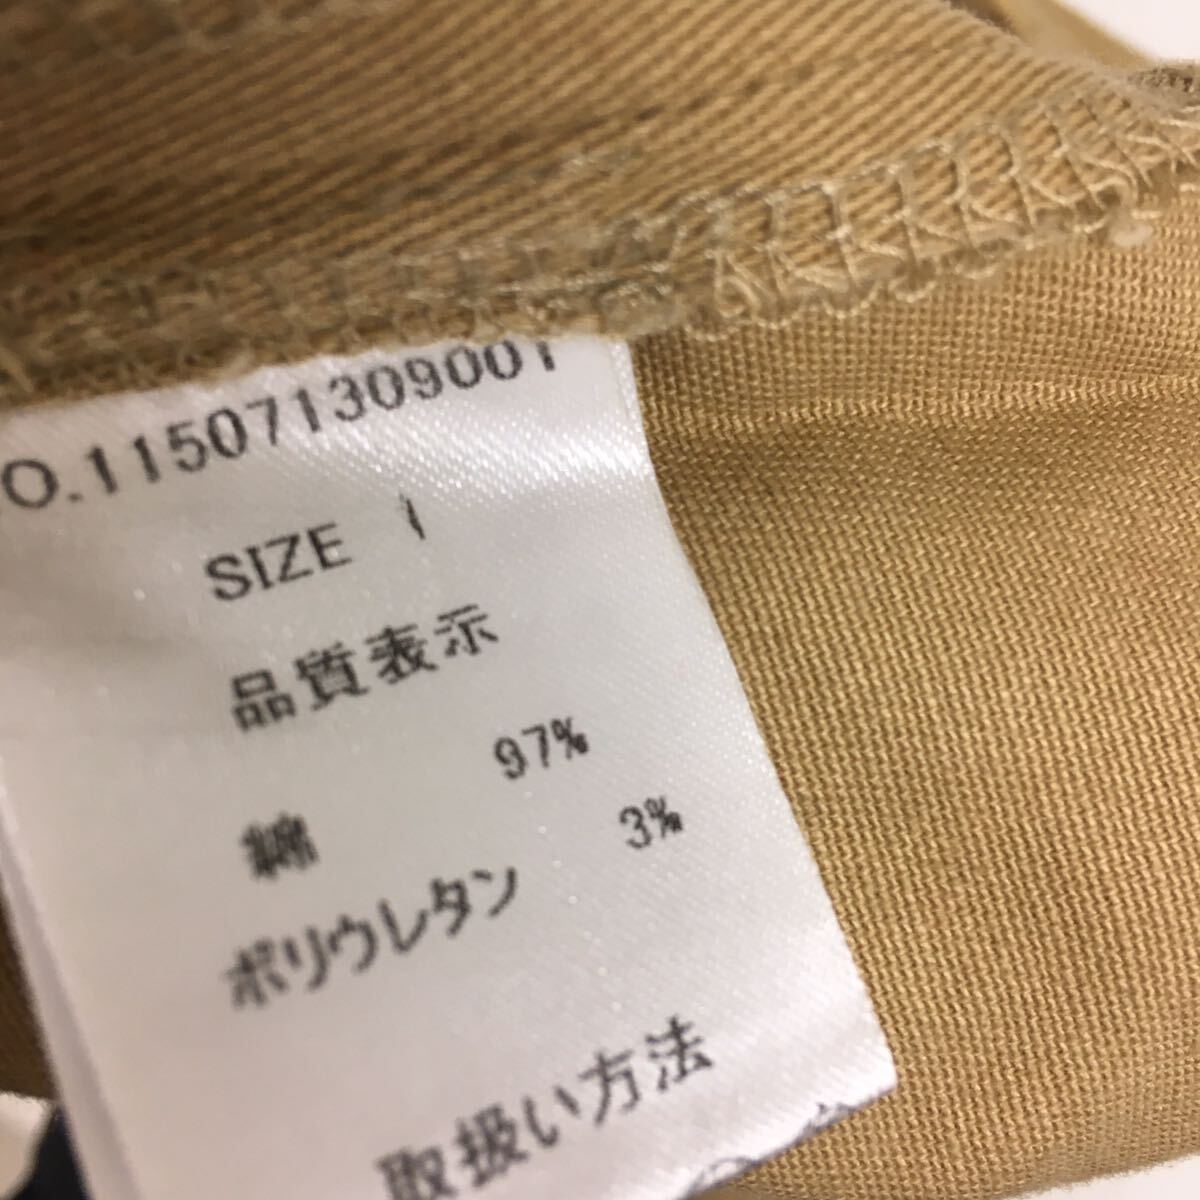 O.115071309001
SIZE 1
品質表示
綿 97%
ポリウレタン 3%
取扱い方法